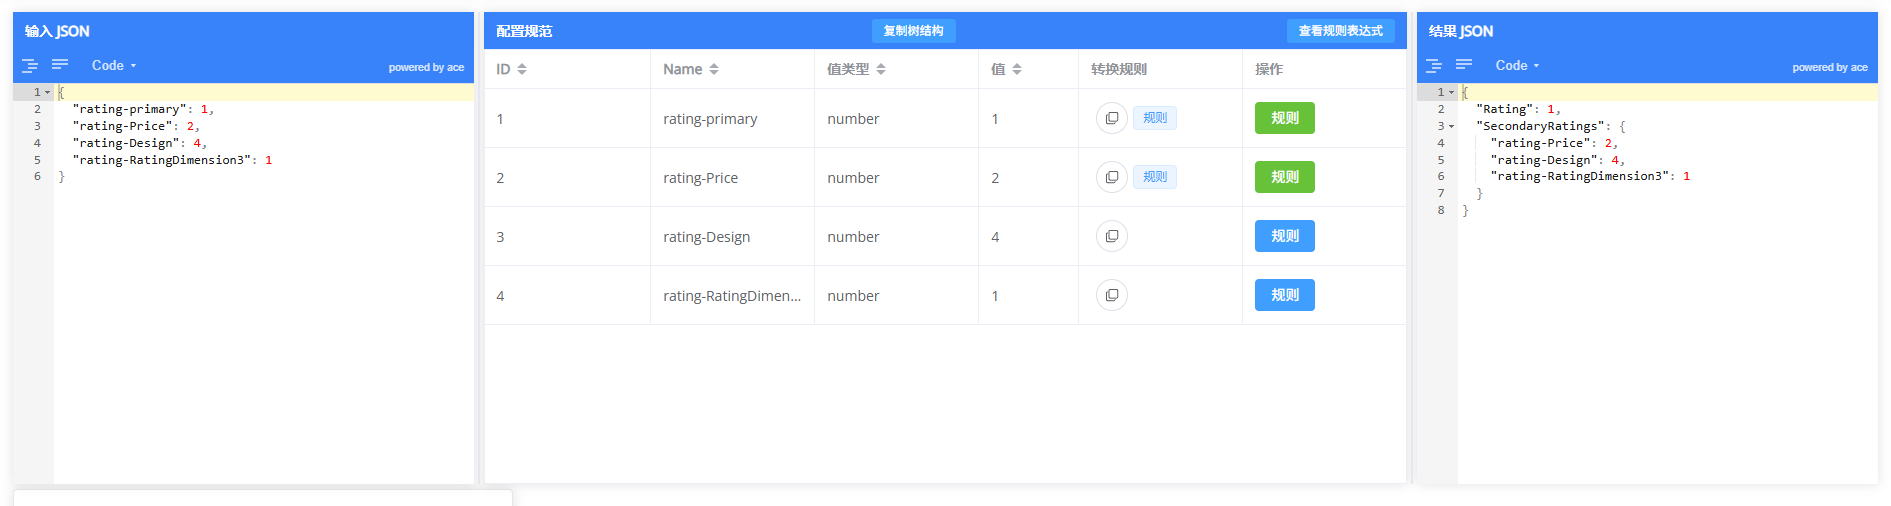 输入 JSON
Code
powered by ace
1 {
2 "rating-primary": 1,
3 "rating-Price": 2,
4 "rating-Design": 4,
5 "rating-RatingDimension3": 1
6 }
配置规范 复制树结构 查看规则表达式
ID Name 值类型 值 转换规则 操作
1 rating-primary number 1 规则 规则
2 rating-Price number 2 规则 规则
3 rating-Design number 4 规则
4 rating-RatingDimen... number 1 规则
结果 JSON
Code
powered by ace
1 {
2 "Rating": 1,
3 "SecondaryRatings": {
4 "rating-Price": 2,
5 "rating-Design": 4,
6 "rating-RatingDimension3": 1
7 }
8 }